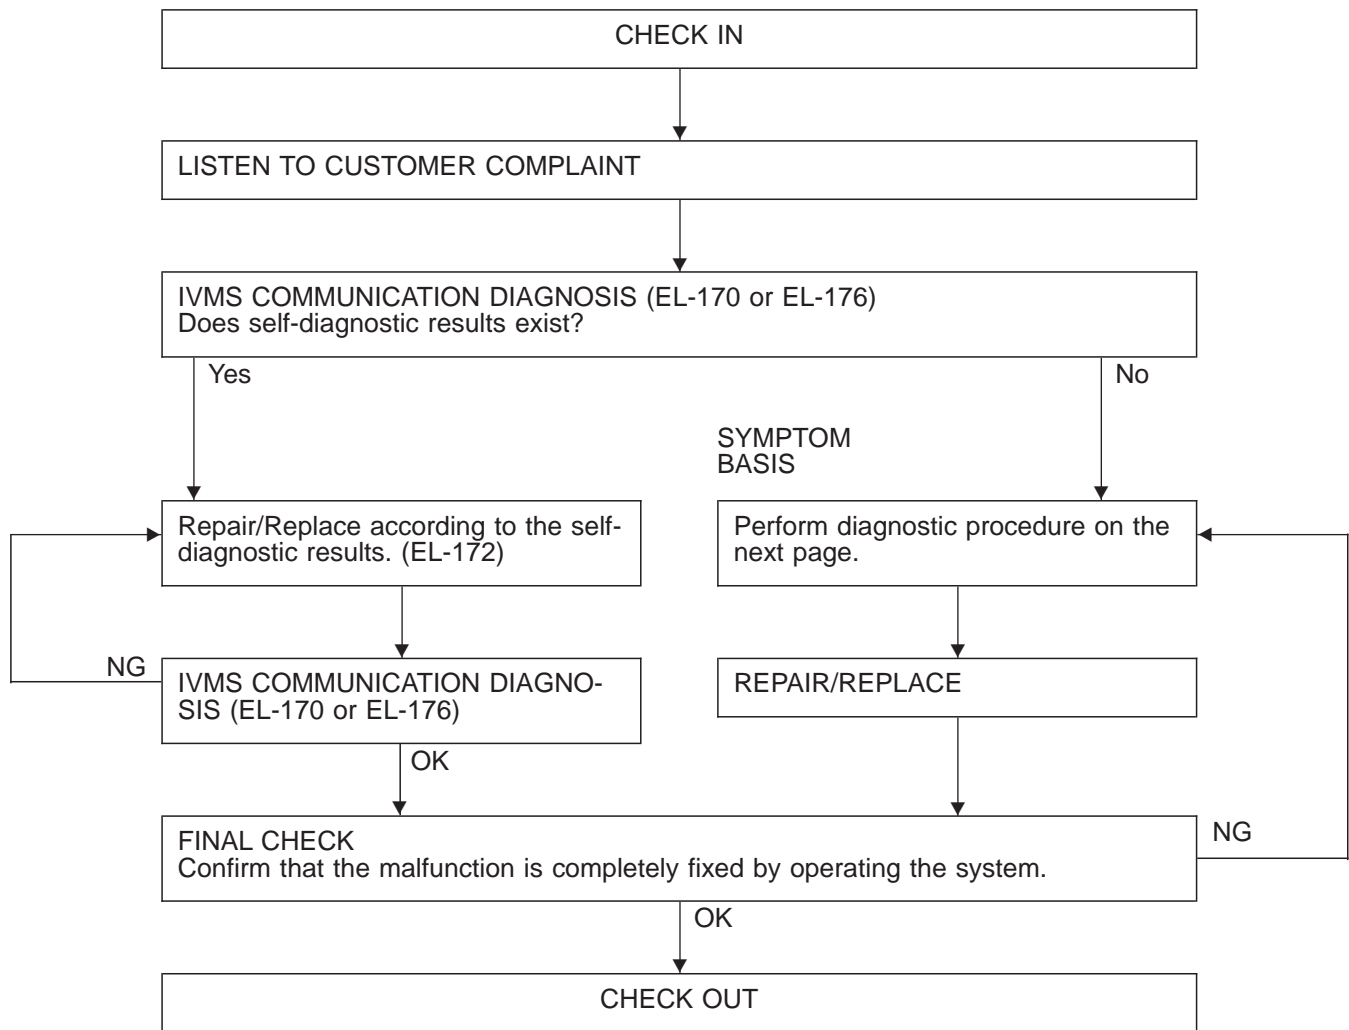 CHECK IN
LISTEN TO CUSTOMER COMPLAINT
IVMS COMMUNICATION DIAGNOSIS (EL-170 or EL-176)
Does self-diagnostic results exist?
Yes
No
SYMPTOM
BASIS
Repair/Replace according to the self-
diagnostic results. (EL-172)
Perform diagnostic procedure on the
next page.
NG
IVMS COMMUNICATION DIAGNO-
SIS (EL-170 or EL-176)
REPAIR/REPLACE
OK
FINAL CHECK
Confirm that the malfunction is completely fixed by operating the system.
NG
OK
CHECK OUT